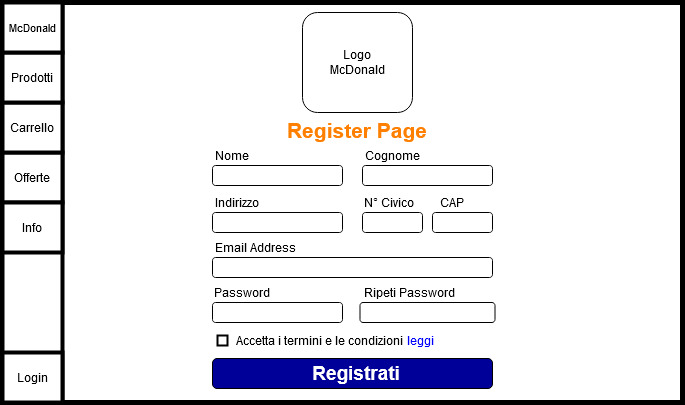 McDonald
Prodotti
Carrello
Offerte
Info
Login
Logo
McDonald
Register Page
Nome Cognome
Indirizzo N° Civico CAP
Email Address
Password Ripeti Password
Accetta i termini e le condizioni leggi
Registrati